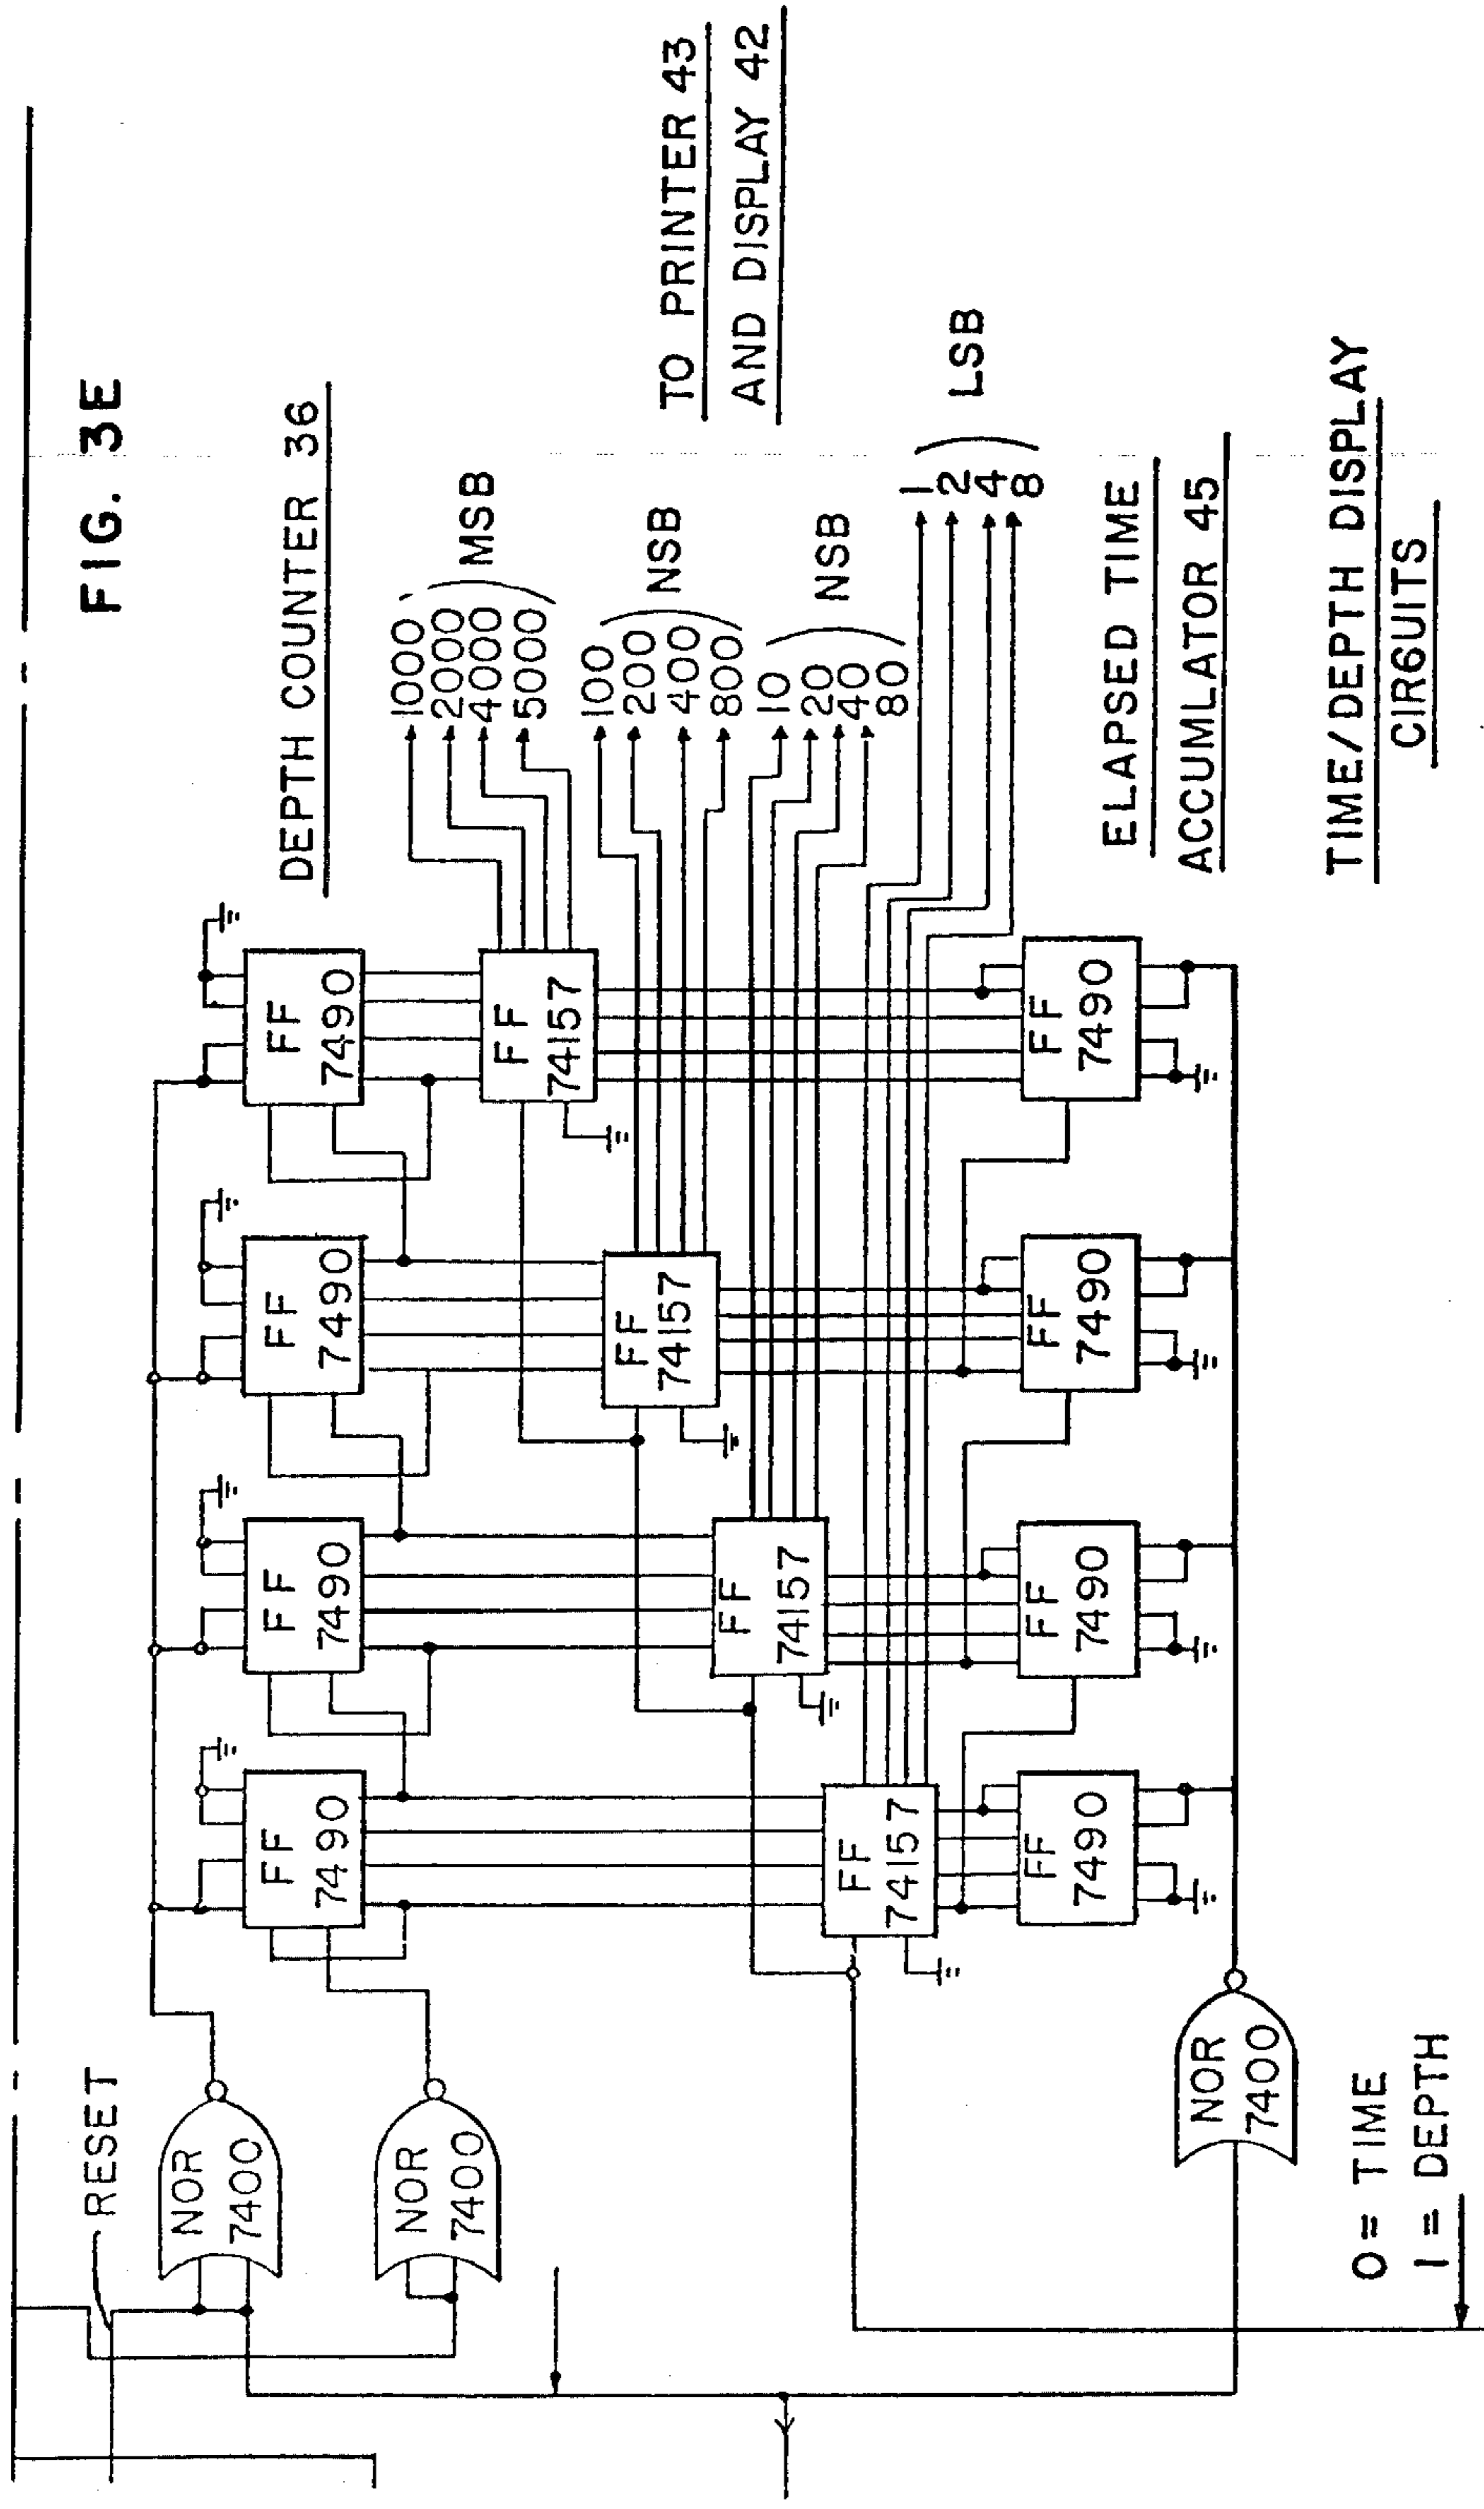 FIG. 3E
RESET
DEPTH COUNTER 36
NOR
7400
FF
7490
FF
7490
FF
7490
FF
7490
NOR
7400
FF
74157
1000
2000
4000
5000
MSB
FF
74157
100
200
400
800
NSB
TO PRINTER 43
AND DISPLAY 42
FF
74157
10
20
40
80
NSB
FF
74157
1
2
4
8
LSB
FF
7490
FF
7490
FF
7490
FF
7490
ELAPSED TIME
ACCUMLATOR 45
NOR
7400
0 = TIME
1 = DEPTH
TIME/DEPTH DISPLAY
CIR6UITS